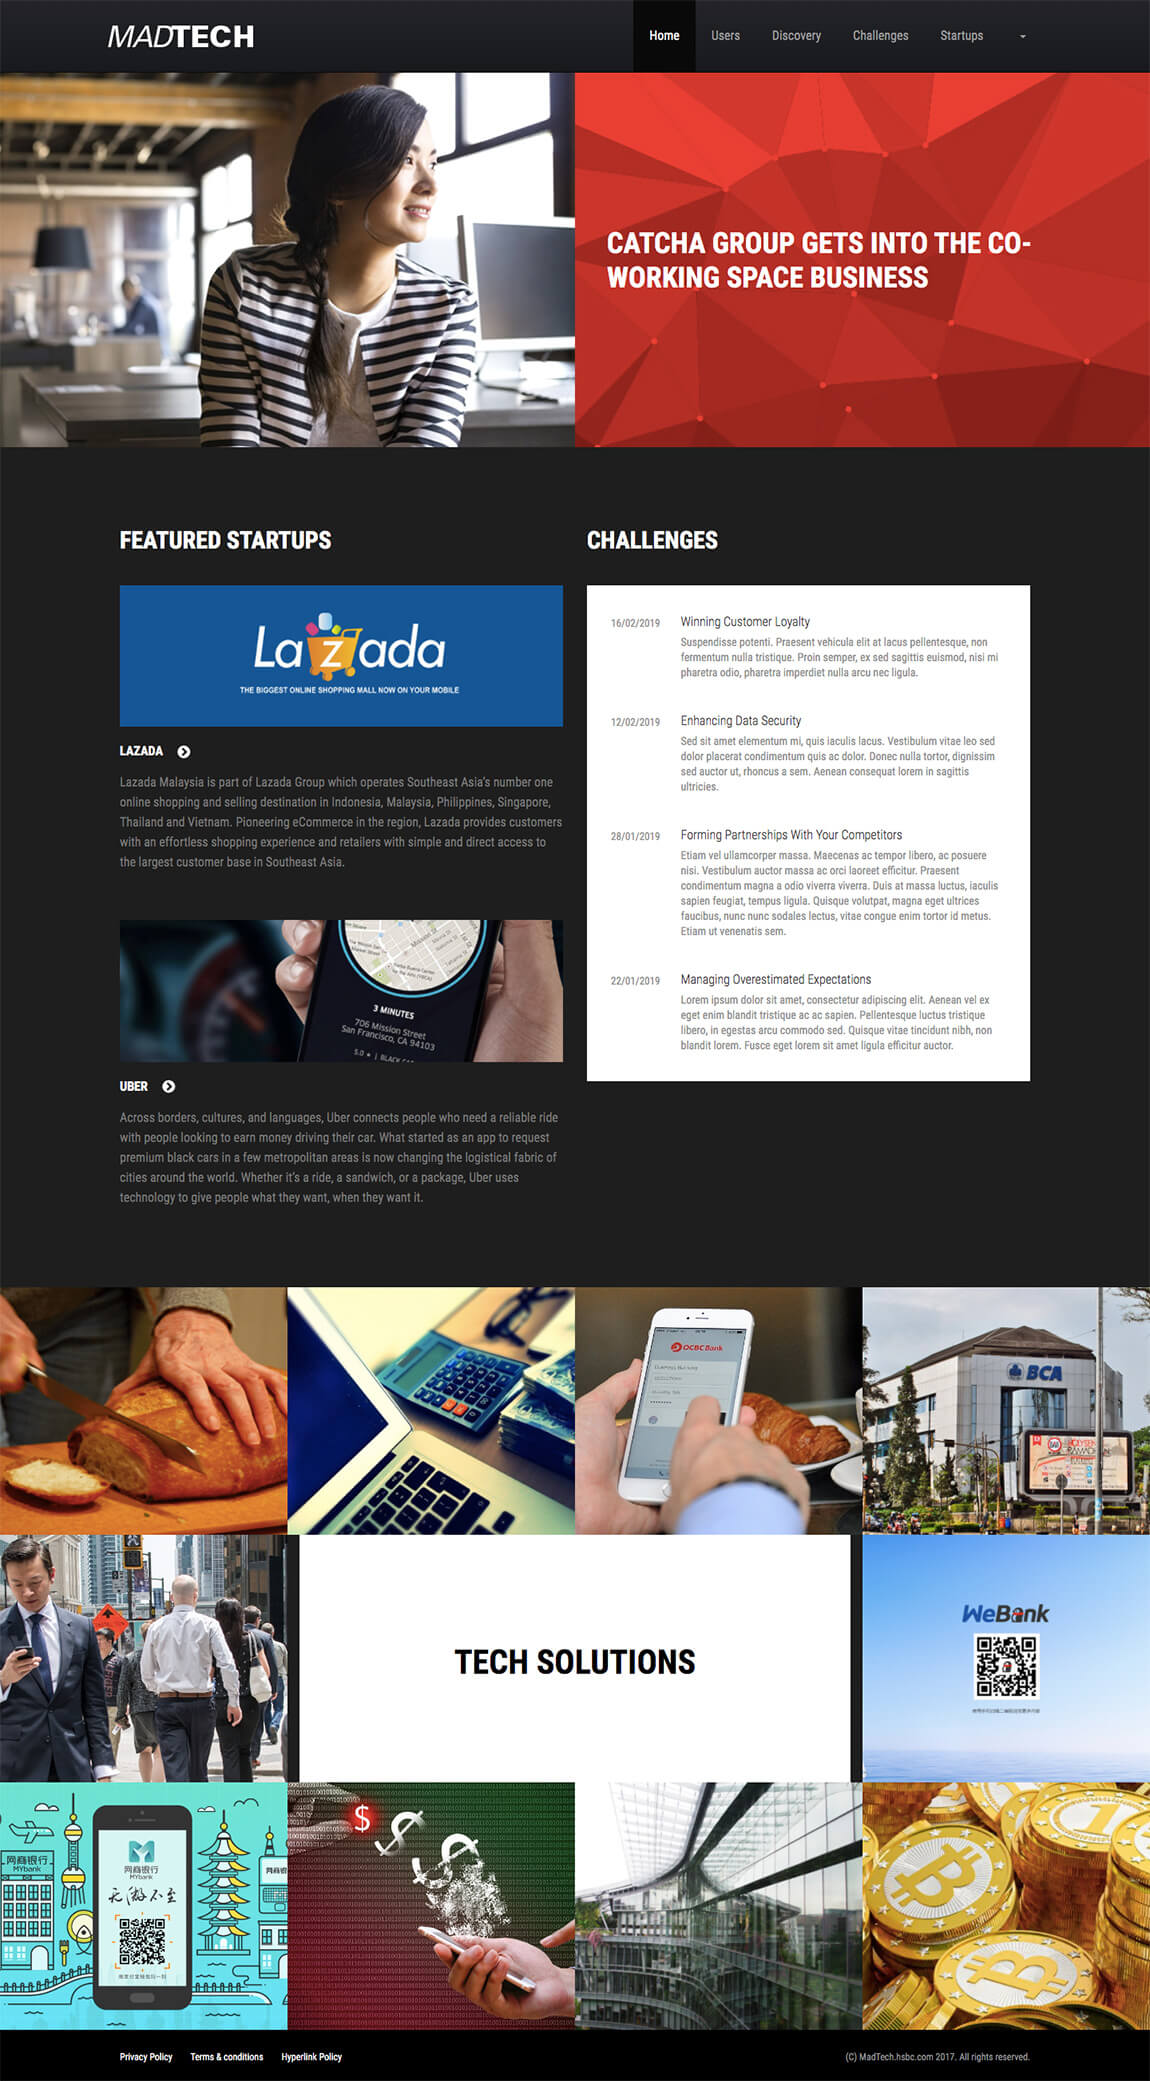 MADTECH
Home
Users
Discovery
Challenges
Startups
CATCHA GROUP GETS INTO THE CO-
WORKING SPACE BUSINESS
FEATURED STARTUPS
Lazada
THE BIGGEST ONLINE SHOPPING MALL NOW ON YOUR MOBILE
LAZADA
Lazada Malaysia is part of Lazada Group which operates Southeast Asia's number one
online shopping and selling destination in Indonesia, Malaysia, Philippines, Singapore,
Thailand and Vietnam. Pioneering eCommerce in the region, Lazada provides customers
with an effortless shopping experience and retailers with simple and direct access to
the largest customer base in Southeast Asia.
3 MINUTES
706 Mission Street
San Francisco, CA 94103
5.0 ★ | BLACK CA
UBER
Across borders, cultures, and languages, Uber connects people who need a reliable ride
with people looking to earn money driving their car. What started as an app to request
premium black cars in a few metropolitan areas is now changing the logistical fabric of
cities around the world. Whether it's a ride, a sandwich, or a package, Uber uses
technology to give people what they want, when they want it.
CHALLENGES
16/02/2019
Winning Customer Loyalty
Suspendisse potenti. Praesent vehicula elit at lacus pellentesque, non
fermentum nulla tristique. Proin semper, ex sed sagittis euismod, nisi mi
pharetra odio, pharetra imperdiet nulla arcu nec ligula.
12/02/2019
Enhancing Data Security
Sed sit amet elementum mi, quis iaculis lacus. Vestibulum vitae leo sed
dolor placerat condimentum quis ac dolor. Donec nulla tortor, dignissim
sed auctor ut, rhoncus a sem. Aenean consequat lorem in sagittis
ultricies.
28/01/2019
Forming Partnerships With Your Competitors
Etiam vel ullamcorper massa. Maecenas ac tempor libero, ac posuere
nisi. Vestibulum auctor massa ac orci laoreet efficitur. Praesent
condimentum magna a odio viverra viverra. Duis at massa luctus, iaculis
sapien feugiat, tempus ligula. Quisque volutpat, magna eget ultrices
faucibus, nunc nunc sodales lectus, vitae congue enim tortor id metus.
Etiam ut venenatis sem.
22/01/2019
Managing Overestimated Expectations
Lorem ipsum dolor sit amet, consectetur adipiscing elit. Aenean vel ex
eget enim blandit tristique ac ac sapien. Pellentesque luctus tristique
libero, in egestas arcu commodo sed. Quisque vitae tincidunt nibh, non
blandit lorem. Fusce eget lorem sit amet ligula efficitur auctor.
OCBC Bank
BCA
TECH SOLUTIONS
WeBank
网商银行
MYbank
网商银行
MYbank
无微不至
$
Privacy Policy
Terms & conditions
Hyperlink Policy
(C) MadTech.hsbc.com 2017. All rights reserved.